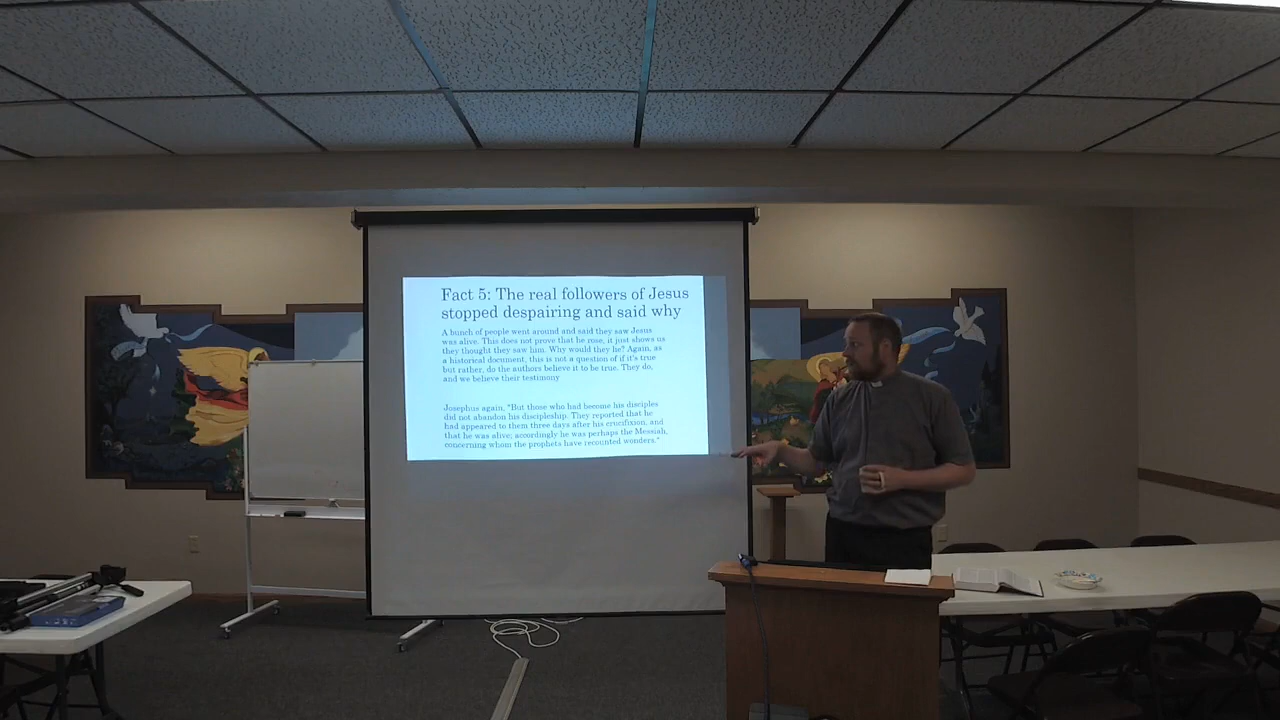 Fact 5: The real followers of Jesus
stopped despairing and said why
A bunch of people went around and said they saw Jesus
was alive. This does not prove that he rose, it just shows us
they thought they saw him. Why would they? Again, as
a historical document, this is not a question of if it's true
but rather, do the authors believe it to be true. They do,
and we believe their testimony
Josephus again, "But those who had become his disciples
did not abandon his discipleship. They reported that he
had appeared to them three days after his crucifixion, and
that he was alive; accordingly he was perhaps the Messiah,
concerning whom the prophets have recounted wonders."